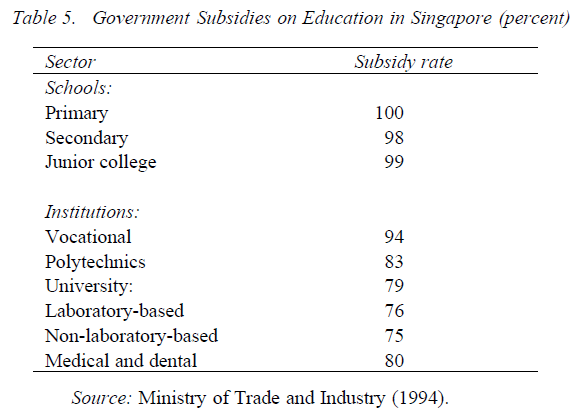 Table 5. Government Subsidies on Education in Singapore (percent)
Sector Subsidy rate
Schools:
Primary 100
Secondary 98
Junior college 99
Institutions:
Vocational 94
Polytechnics 83
University: 79
Laboratory-based 76
Non-laboratory-based 75
Medical and dental 80
Source: Ministry of Trade and Industry (1994).